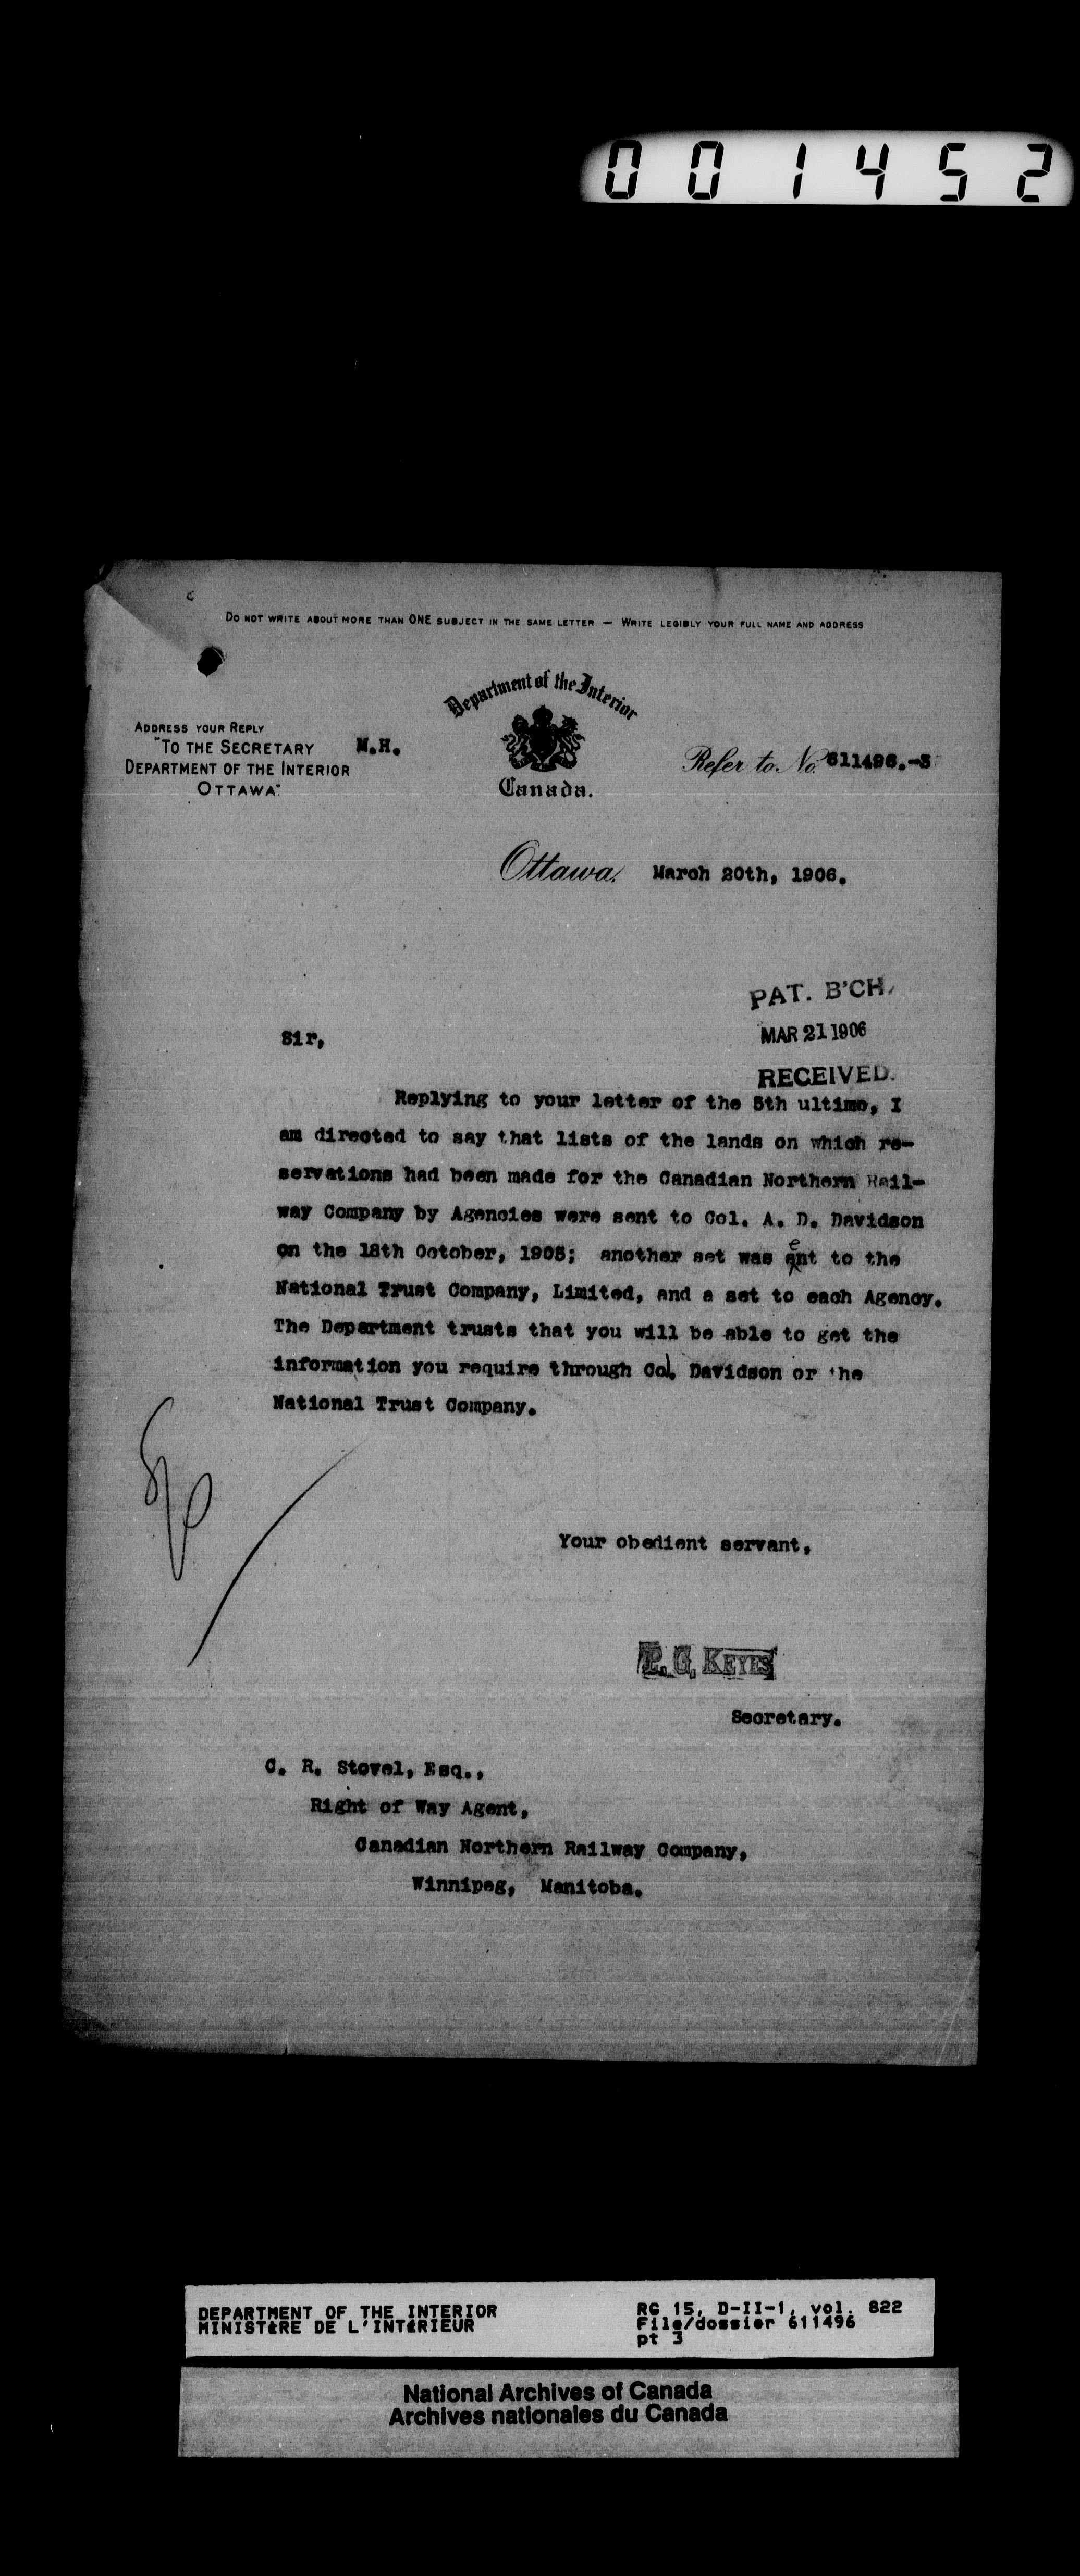 001452
DO NOT WRITE ABOUT MORE THAN ONE SUBJECT IN THE SAME LETTER — WRITE LEGIBLY YOUR FULL NAME AND ADDRESS
Department of the Interior
Canada.
ADDRESS YOUR REPLY
"TO THE SECRETARY
DEPARTMENT OF THE INTERIOR
OTTAWA."
M.H.
Refer to No. 611496.-3
Ottawa, March 20th, 1906.
PAT. B'CH.
MAR 21 1906
RECEIVED.
Sir,
Replying to your letter of the 5th ultimo, I
am directed to say that lists of the lands on which re-
servations had been made for the Canadian Northern Rail-
way Company by Agencies were sent to Col. A. D. Davidson
on the 18th October, 1905; another set was sent to the
National Trust Company, Limited, and a set to each Agency.
The Department trusts that you will be able to get the
information you require through Col. Davidson or the
National Trust Company.
Your obedient servant,
P. G. KEYES
Secretary.
C. R. Stovel, Esq.,
Right of Way Agent,
Canadian Northern Railway Company,
Winnipeg, Manitoba.
DEPARTMENT OF THE INTERIOR
MINISTÈRE DE L'INTÉRIEUR
RG 15, D-II-1, vol. 822
File/dossier 611496
pt 3
National Archives of Canada
Archives nationales du Canada